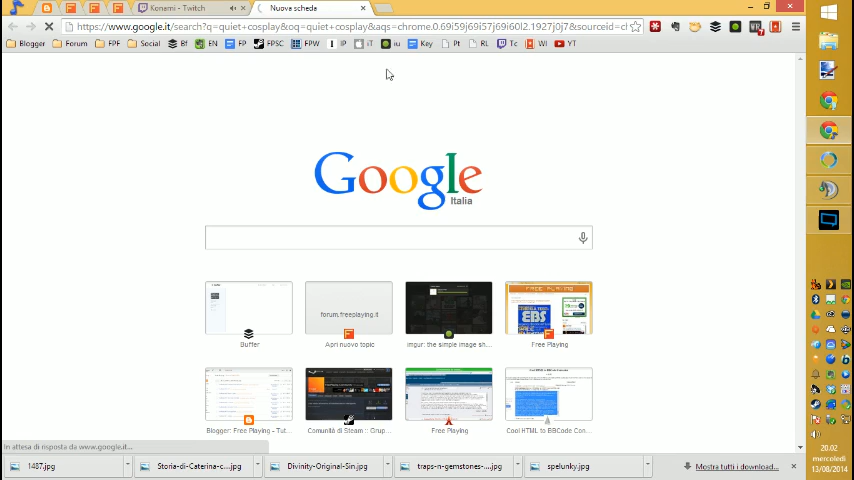 Konami - Twitch
Nuova scheda
https://www.google.it/search?q=quiet+cosplay&oq=quiet+cosplay&aqs=chrome.0.69i59j69i57j69i60l2.1927j0j7&sourceid=cl
Blogger Forum FPF Social Bf EN FP FPSC FPW IP iT iu Key Pt RL Tc WI YT
Google
Italia
forum.freeplaying.it
Buffer
Apri nuovo topic
imgur: the simple image sh...
Free Playing
Blogger: Free Playing - Tut...
Comunità di Steam :: Grup...
Free Playing
Cool HTML to BBCode Con...
in attesa di risposta da www.google.it...
1487.jpg
Storia-di-Caterina-c....jpg
Divinity-Original-Sin.jpg
traps-n-gemstones-....jpg
spelunky.jpg
Mostra tutti i download...
20.02
mercoledì
13/08/2014